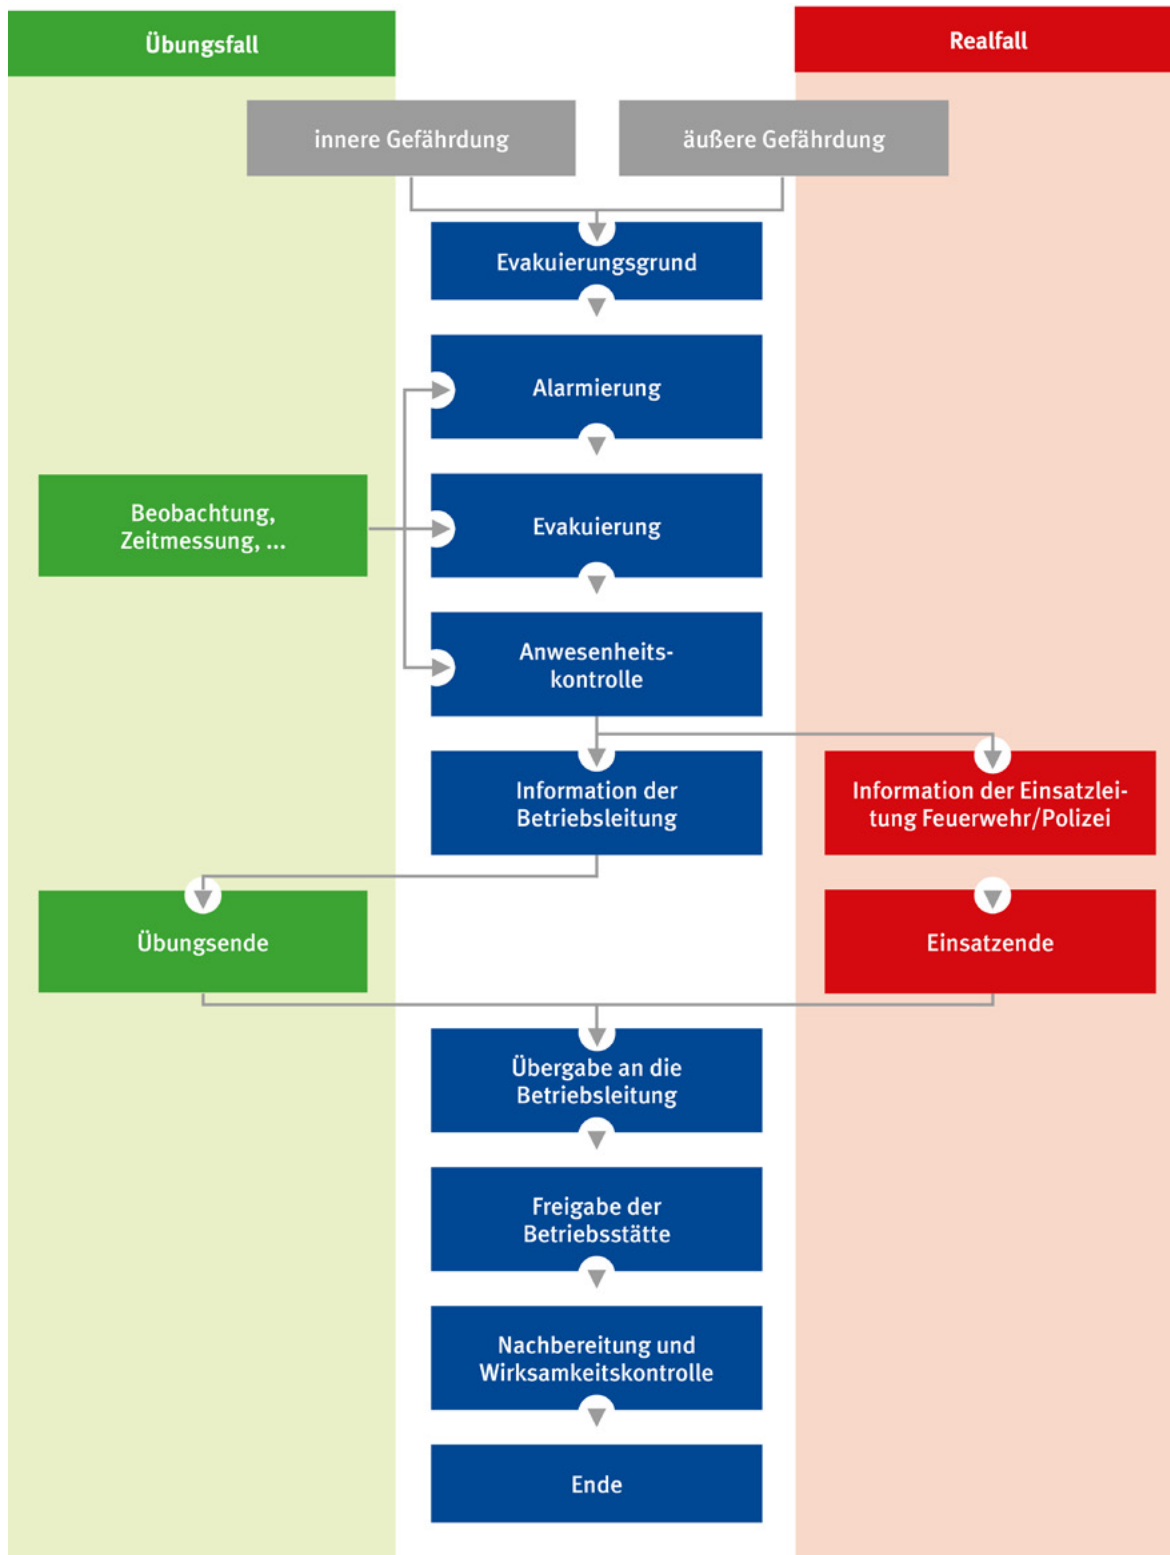 Übungsfall
Realfall
innere Gefährdung
äußere Gefährdung
Evakuierungsgrund
Alarmierung
Beobachtung,
Zeitmessung, ...
Evakuierung
Anwesenheits-
kontrolle
Information der
Betriebsleitung
Information der Einsatzlei-
tung Feuerwehr/Polizei
Übungsende
Einsatzende
Übergabe an die
Betriebsleitung
Freigabe der
Betriebsstätte
Nachbereitung und
Wirksamkeitskontrolle
Ende